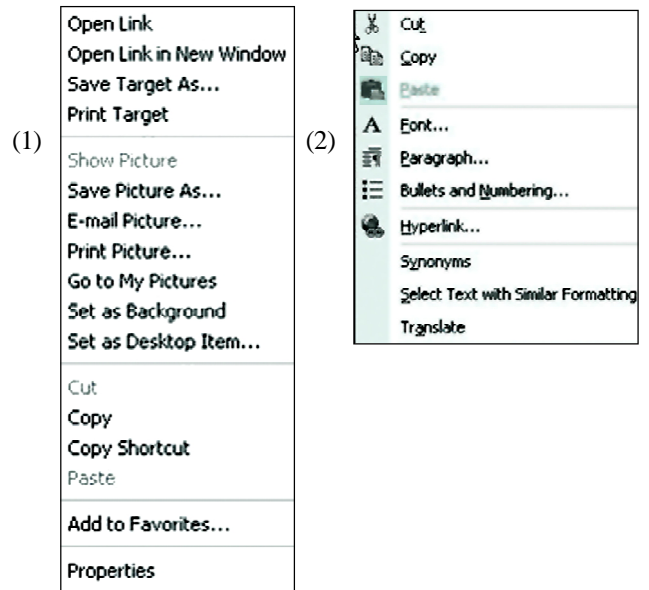 (1)
Open Link
Open Link in New Window
Save Target As...
Print Target
Show Picture
Save Picture As...
E-mail Picture...
Print Picture...
Go to My Pictures
Set as Background
Set as Desktop Item...
Cut
Copy
Copy Shortcut
Paste
Add to Favorites...
Properties
(2)
Cut
Copy
Paste
A Font...
Paragraph...
Bullets and Numbering...
Hyperlink...
Synonyms
Select Text with Similar Formatting
Translate